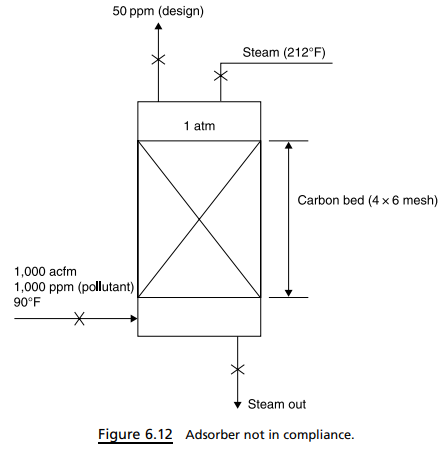 50 ppm (design)
Steam (212°F)
1 atm
Carbon bed (4 × 6 mesh)
1,000 acfm
1,000 ppm (pollutant)
90°F
Steam out
Figure 6.12 Adsorber not in compliance.